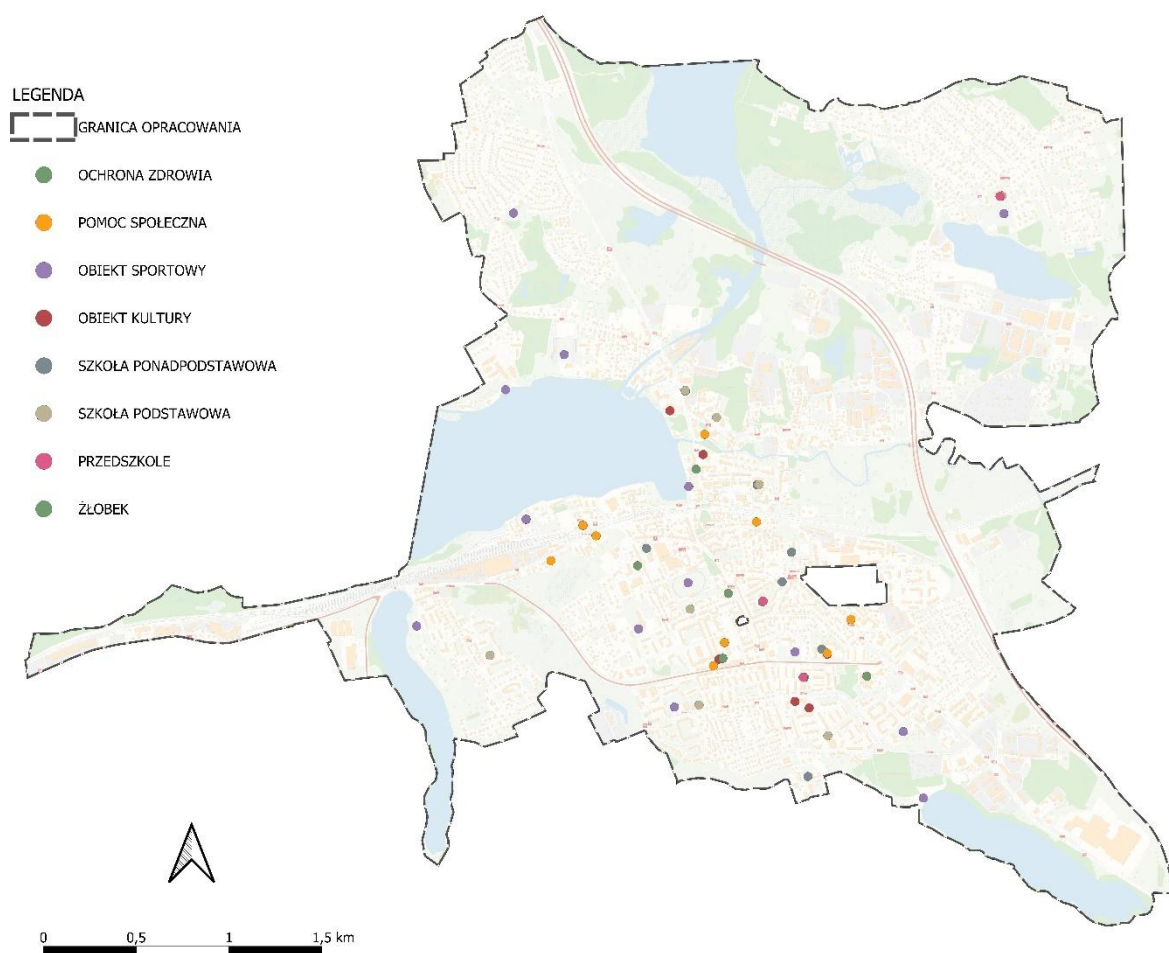 LEGENDA
GRANICA OPRACOWANIA
OCHRONA ZDROWIA
POMOC SPOŁECZNA
OBIEKT SPORTOWY
OBIEKT KULTURY
SZKOŁA PONADPODSTAWOWA
SZKOŁA PODSTAWOWA
PRZEDSZKOLE
ŻŁOBEK
0 0,5 1 1,5 km